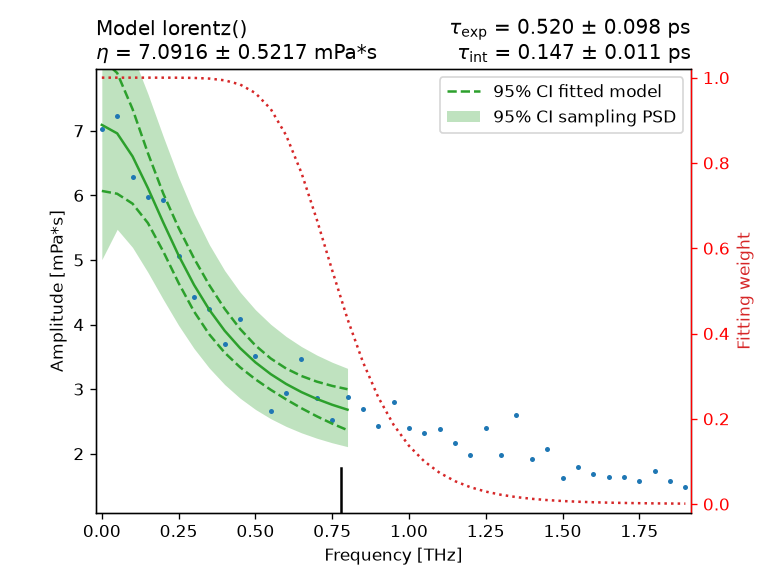 Model lorentz()
η = 7.0916 ± 0.5217 mPa*s
τexp = 0.520 ± 0.098 ps
τint = 0.147 ± 0.011 ps
95% CI fitted model
95% CI sampling PSD
Amplitude [mPa*s]
7
6
5
4
3
2
1.0
0.8
0.6
0.4
0.2
0.0
Fitting weight
0.00
0.25
0.50
0.75
1.00
1.25
1.50
1.75
Frequency [THz]